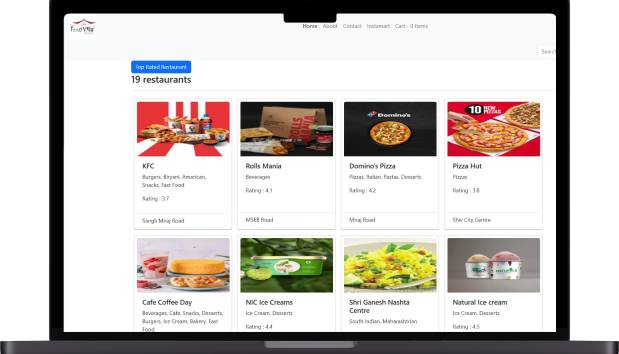 Food Villa
Home About Contact Instamart Cart - 0 Items
Search
Top Rated Restaurant
19 restaurants
Domino's
10 NEW PIZZAS
KFC
Burgers, Biryani, American,
Snacks, Fast Food
Rating : 3.7
Sangli Miraj Road
Rolls Mania
Beverages
Rating : 4.1
MSEB Road
Domino's Pizza
Pizzas, Italian, Pastas, Desserts
Rating : 4.2
Miraj Road
Pizza Hut
Pizzas
Rating : 3.8
Shiv City Centre
Cafe Coffee Day
Beverages, Cafe, Snacks, Desserts,
Burgers, Ice Cream, Bakery, Fast
Food
NIC Ice Creams
Ice Cream, Desserts
Rating : 4.4
Shri Ganesh Nashta
Centre
South Indian, Maharashtrian
Natural Ice cream
Ice Cream, Desserts
Rating : 4.5